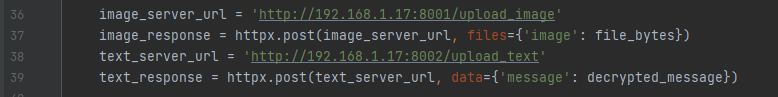 36 image_server_url = 'http://192.168.1.17:8001/upload_image'
37 image_response = httpx.post(image_server_url, files={'image': file_bytes})
38 text_server_url = 'http://192.168.1.17:8002/upload_text'
39 text_response = httpx.post(text_server_url, data={'message': decrypted_message})